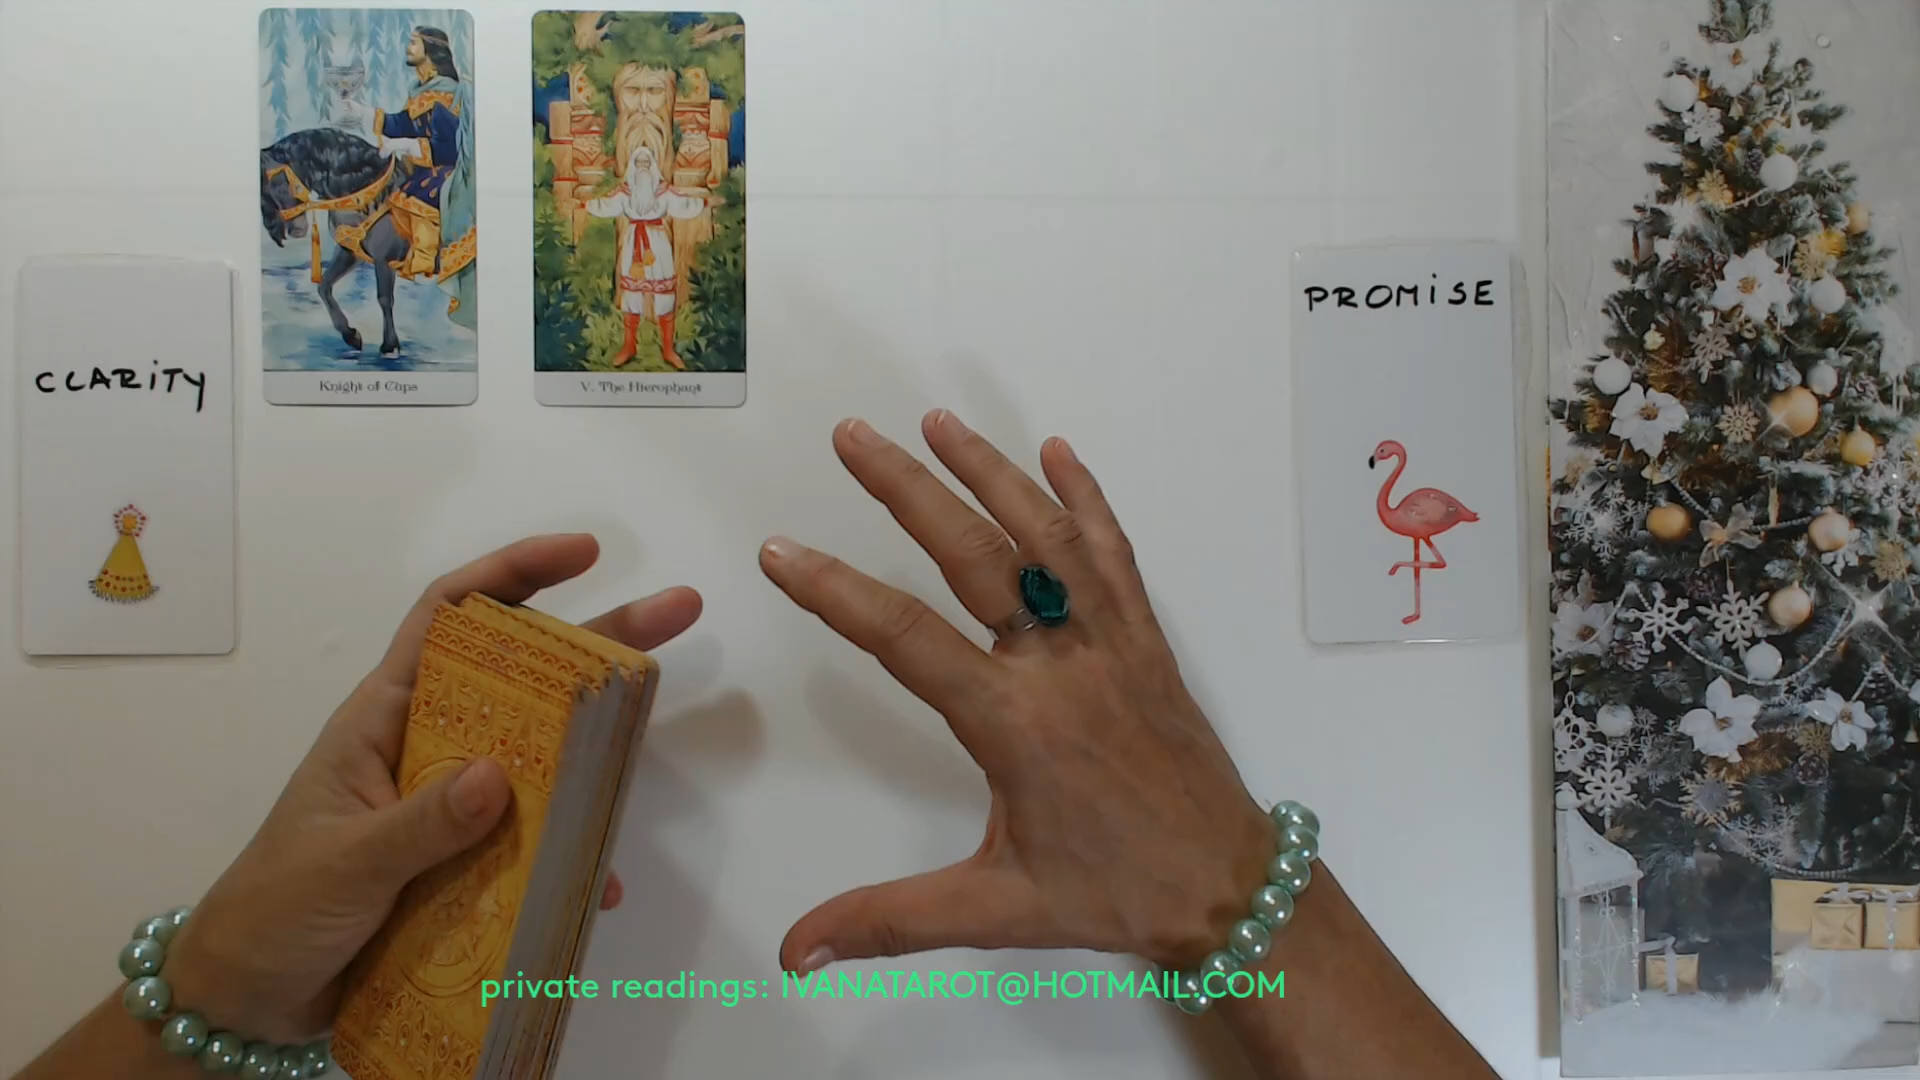 CLARITY
Knight of Cups
V. The Hierophant
PROMISE
private readings: IVANATAROT@HOTMAIL.COM